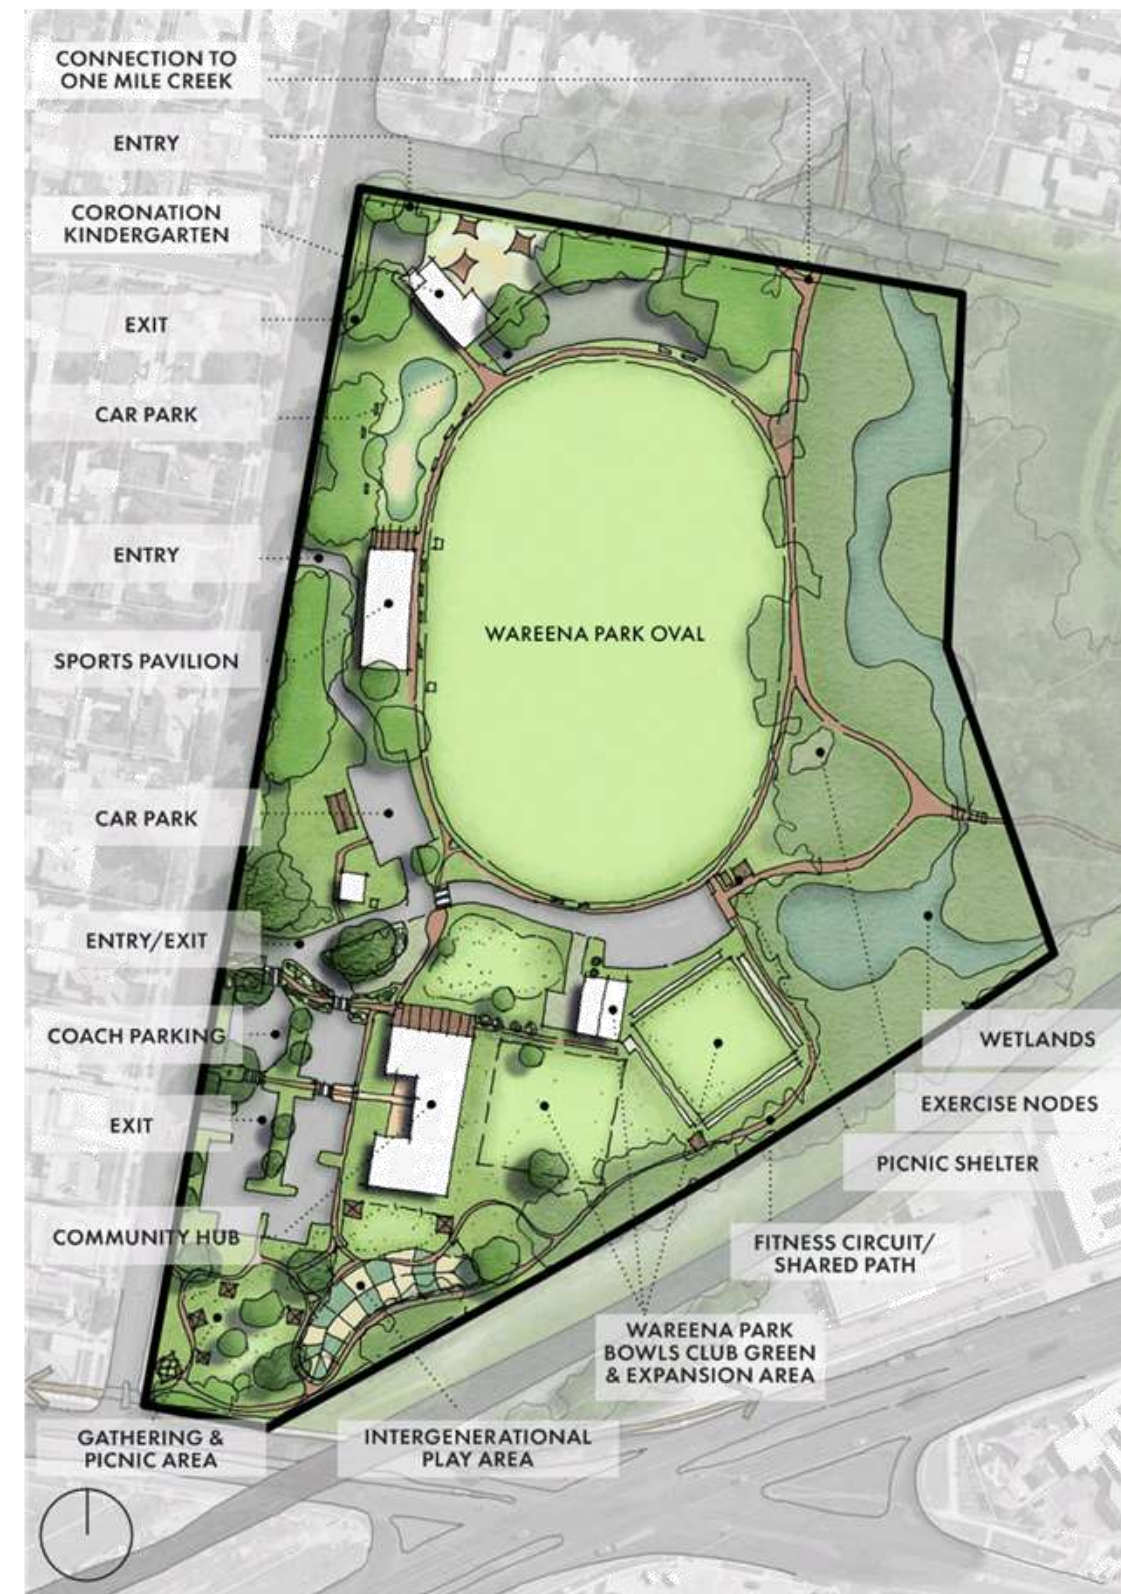 CONNECTION TO
ONE MILE CREEK
ENTRY
CORONATION
KINDERGARTEN
EXIT
CAR PARK
ENTRY
WAREENA PARK OVAL
SPORTS PAVILION
CAR PARK
ENTRY/EXIT
COACH PARKING
WETLANDS
EXERCISE NODES
EXIT
PICNIC SHELTER
COMMUNITY HUB
FITNESS CIRCUIT/
SHARED PATH
WAREENA PARK
BOWLS CLUB GREEN
& EXPANSION AREA
GATHERING &
PICNIC AREA
INTERGENERATIONAL
PLAY AREA